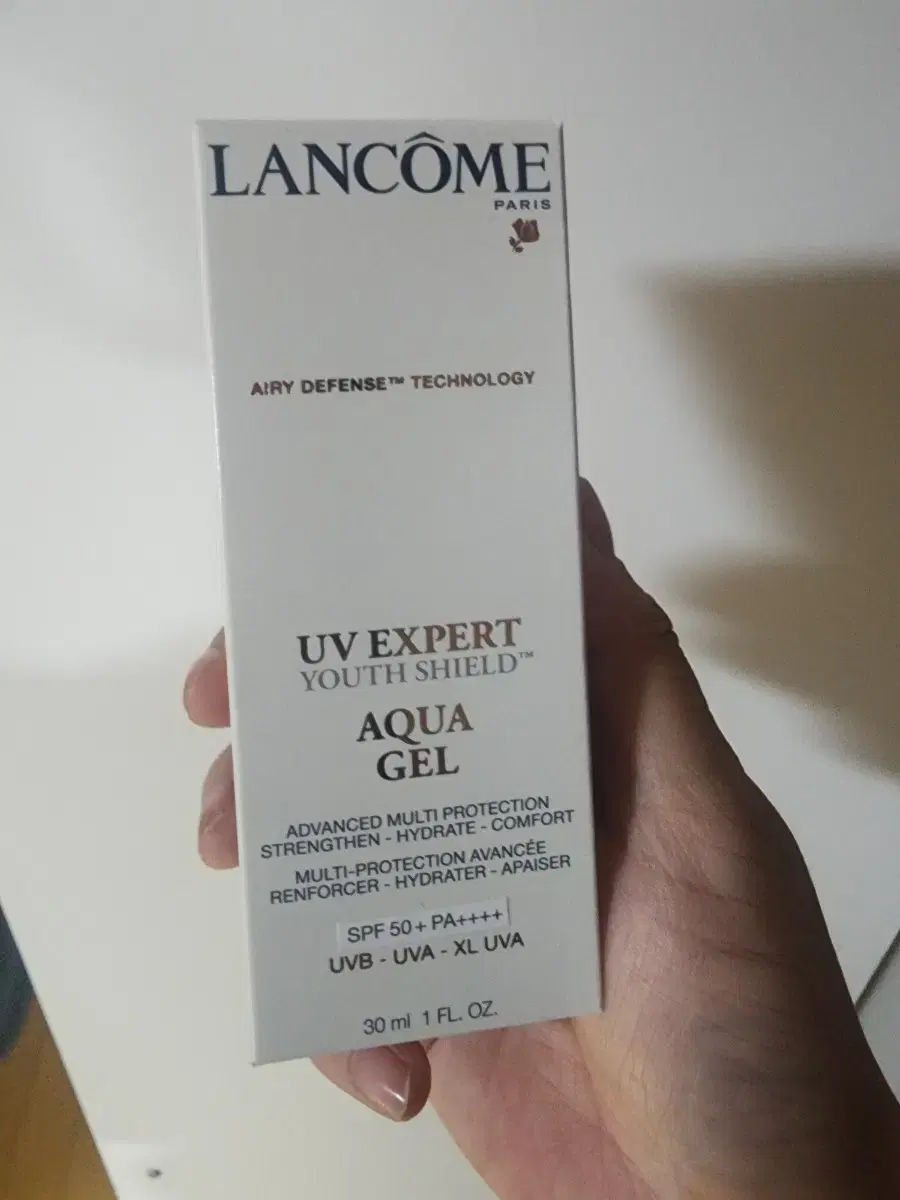 LANCÔME
PARIS
AIRY DEFENSE™ TECHNOLOGY
UV EXPERT
YOUTH SHIELD™
AQUA
GEL
ADVANCED MULTI PROTECTION
STRENGTHEN - HYDRATE - COMFORT
MULTI-PROTECTION AVANCÉE
RENFORCER - HYDRATER - APAISER
SPF 50+ PA++++
UVB - UVA - XL UVA
30 ml 1 FL. OZ.